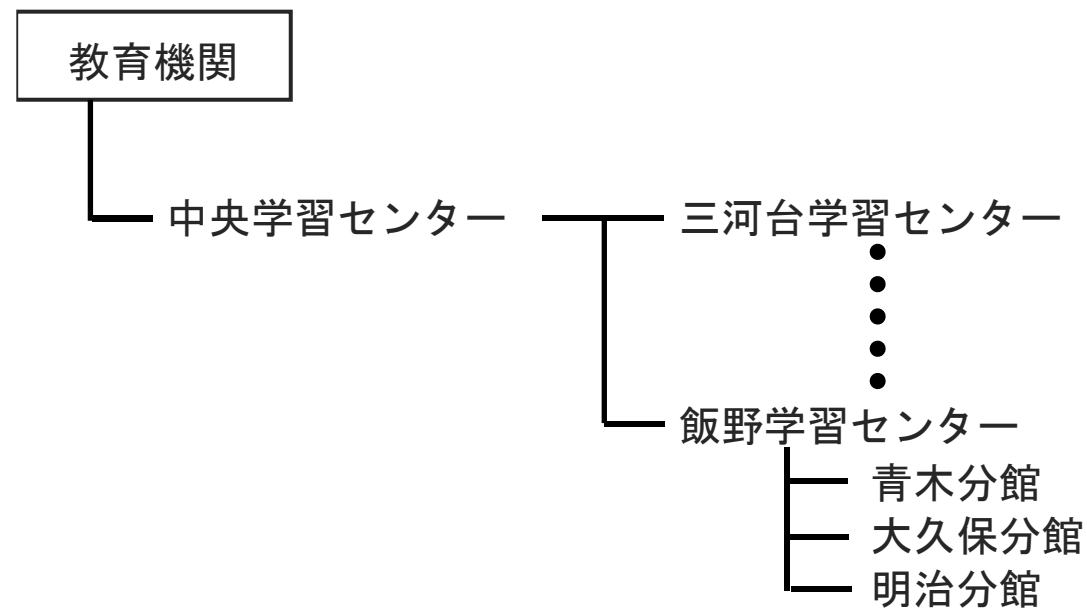 教育機関
中央学習センター
三河台学習センター
飯野学習センター
青木分館
大久保分館
明治分館